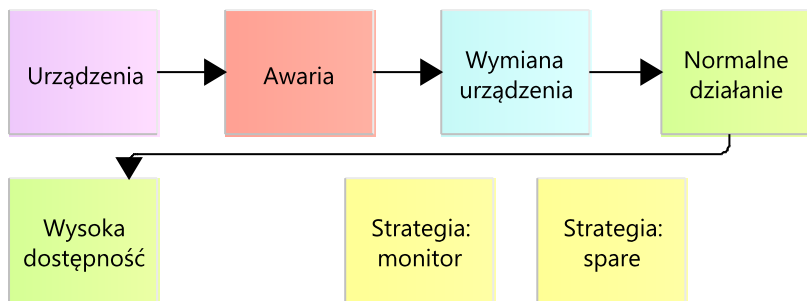 Urządzenia
Awaria
Wymiana
urządzenia
Normalne
działanie
Wysoka
dostępność
Strategia:
monitor
Strategia:
spare